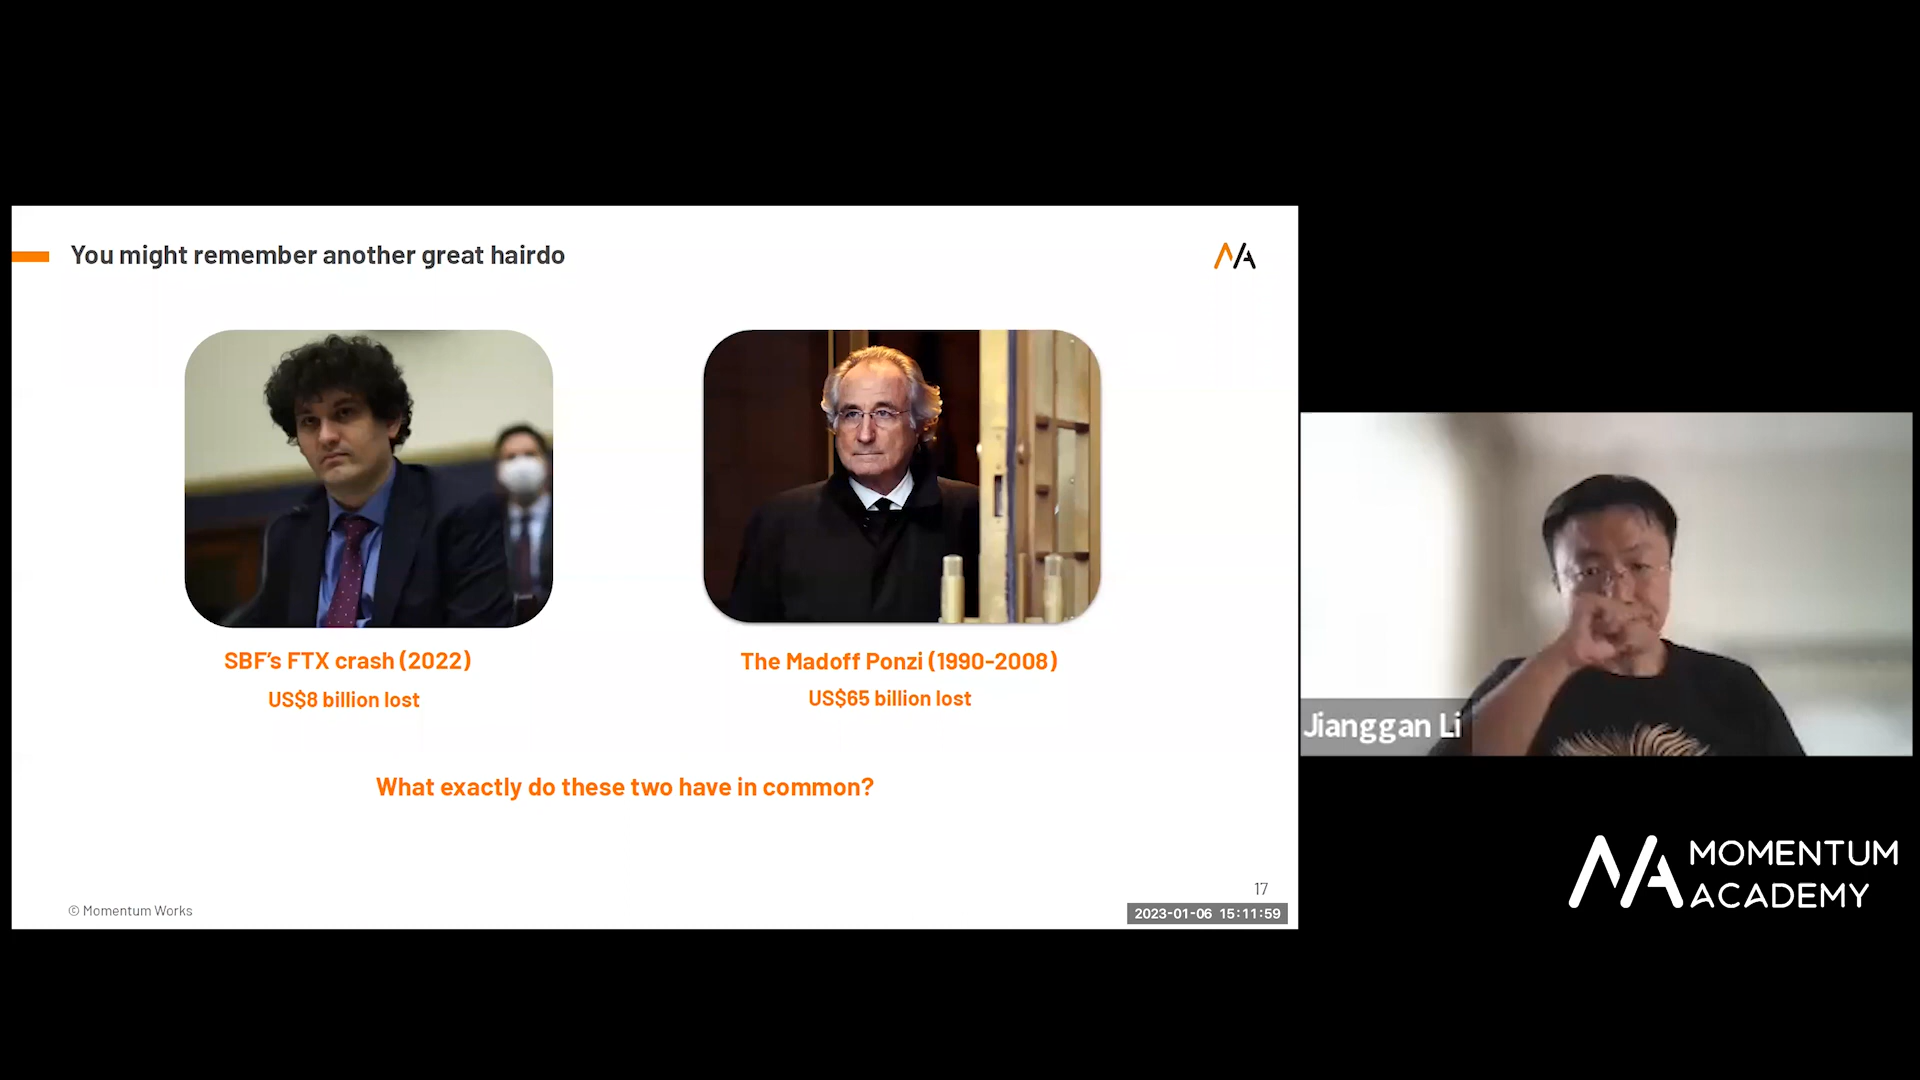 You might remember another great hairdo
SBF's FTX crash (2022)
US$8 billion lost
The Madoff Ponzi (1990-2008)
US$65 billion lost
What exactly do these two have in common?
17
© Momentum Works
2023-01-06 15:11:59
Jianggan Li
MOMENTUM
ACADEMY